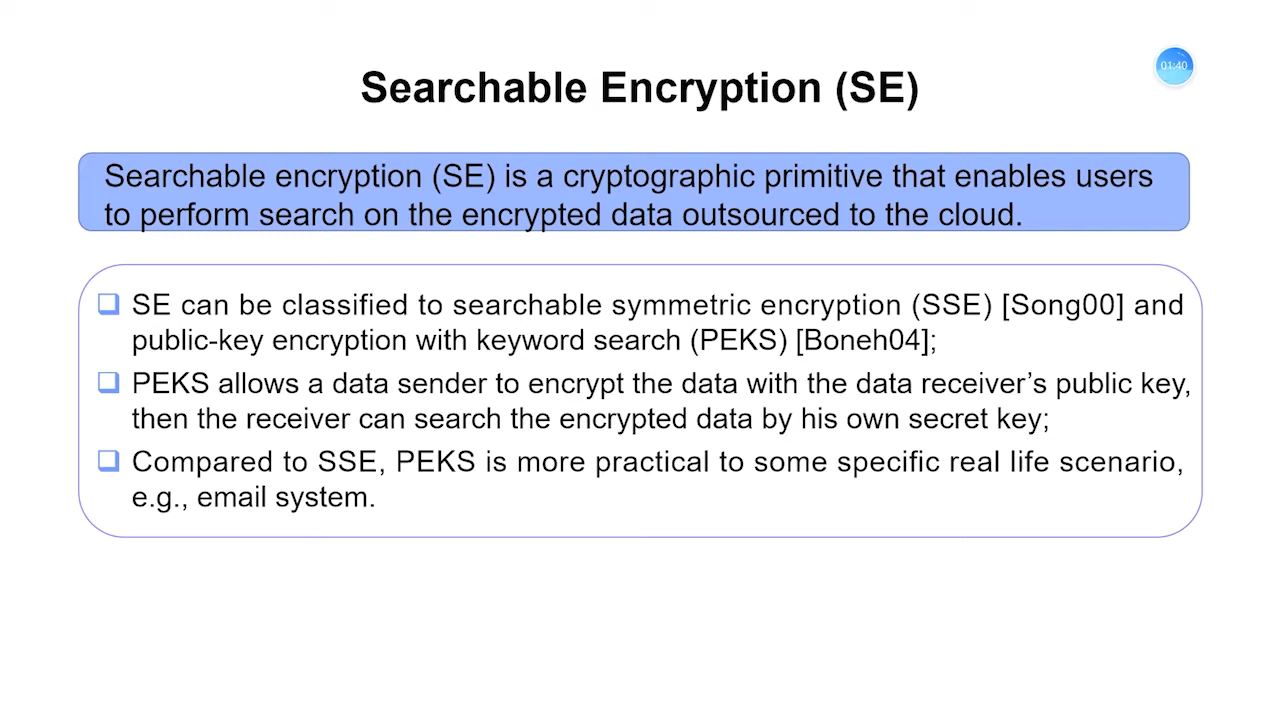 Searchable Encryption (SE)
01:40
Searchable encryption (SE) is a cryptographic primitive that enables users
to perform search on the encrypted data outsourced to the cloud.
SE can be classified to searchable symmetric encryption (SSE) [Song00] and
public-key encryption with keyword search (PEKS) [Boneh04];
PEKS allows a data sender to encrypt the data with the data receiver’s public key,
then the receiver can search the encrypted data by his own secret key;
Compared to SSE, PEKS is more practical to some specific real life scenario,
e.g., email system.